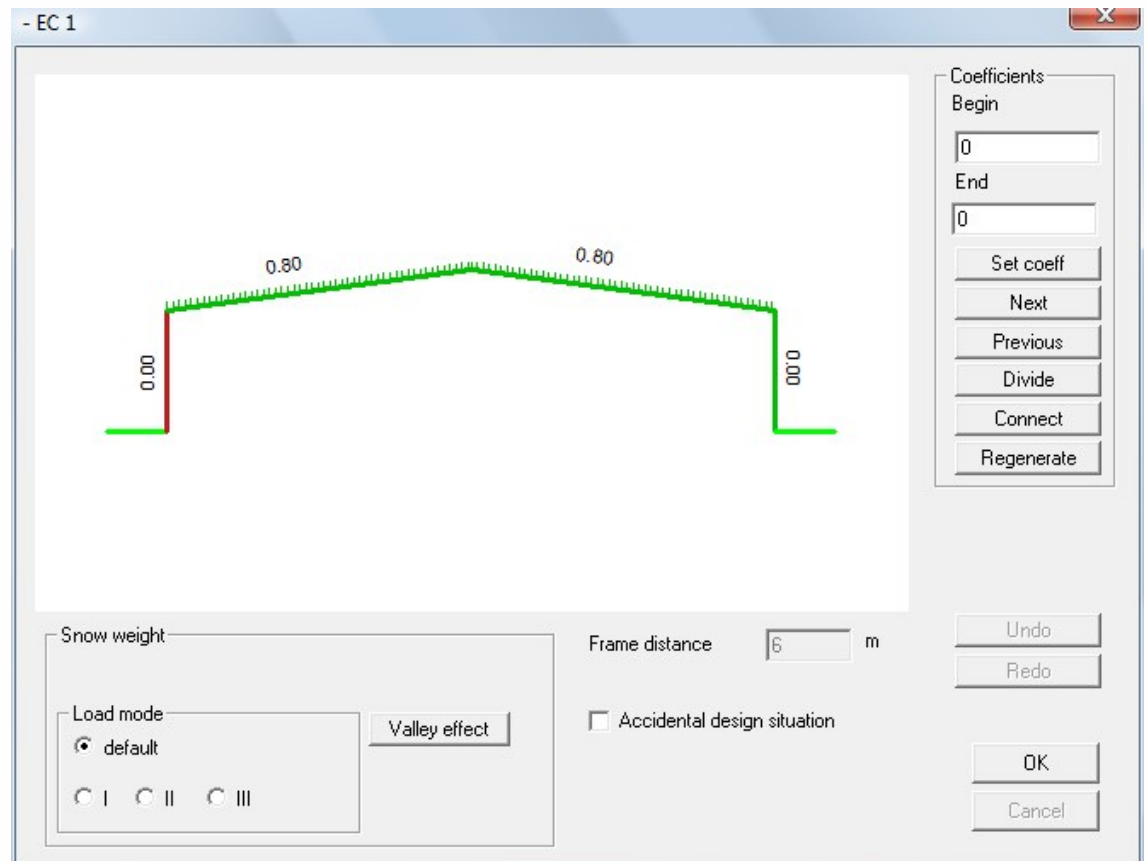 - EC 1
Coefficients
Begin
0
End
0
Set coeff
Next
Previous
Divide
Connect
Regenerate
0.80
0.80
0.00
0.00
Snow weight
Load mode
default
I II III
Valley effect
Frame distance 6 m
Accidental design situation
Undo
Redo
OK
Cancel